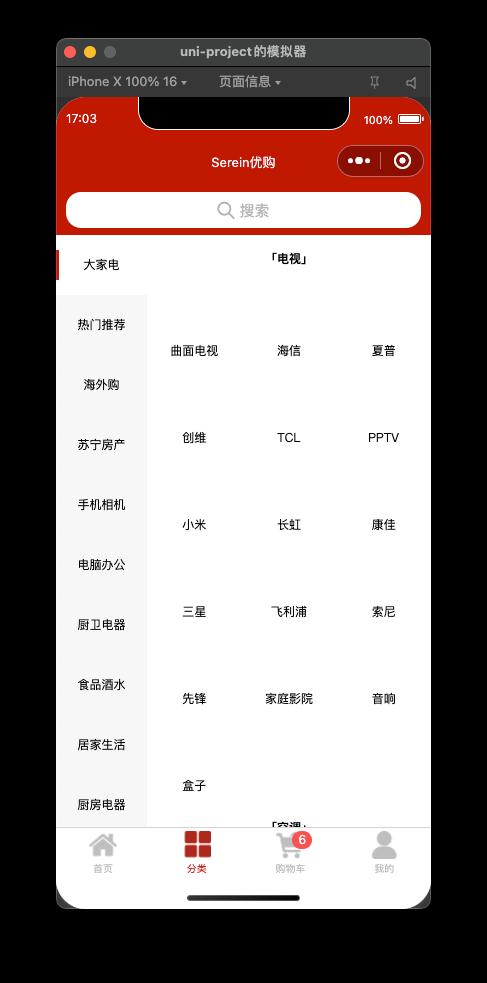 uni-project的模拟器
iPhone X 100% 16 页面信息
17:03 100%
Serein优购
搜索
大家电
热门推荐
海外购
苏宁房产
手机相机
电脑办公
厨卫电器
食品酒水
居家生活
厨房电器
「电视」
曲面电视 海信 夏普
创维 TCL PPTV
小米 长虹 康佳
三星 飞利浦 索尼
先锋 家庭影院 音响
盒子
「空调」
6
首页 分类 购物车 我的